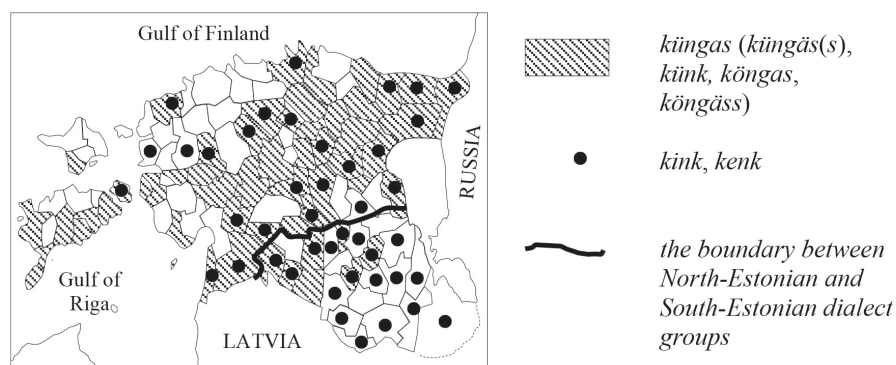 Gulf of Finland
RUSSIA
Gulf of
Riga
LATVIA
küngas (küngäs(s),
künk, köngas,
köngäss)
kink, kenk
the boundary between
North-Estonian and
South-Estonian dialect
groups